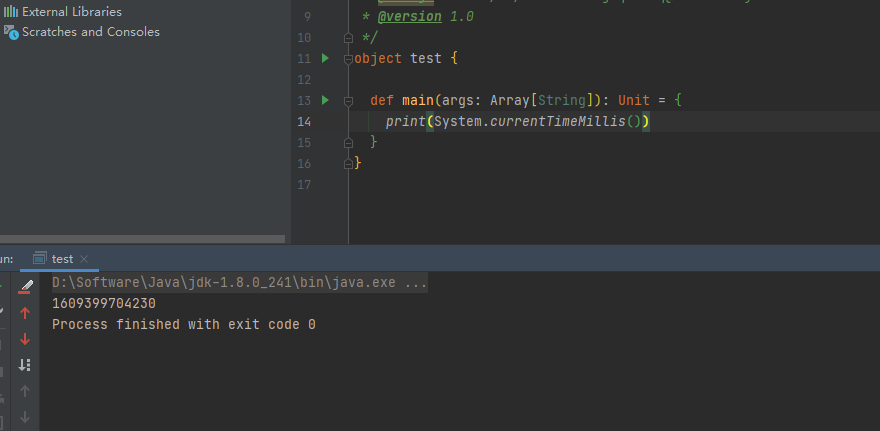 External Libraries
Scratches and Consoles
9 * @version 1.0
10 */
11 object test {
12
13 def main(args: Array[String]): Unit = {
14 print(System.currentTimeMillis())
15 }
16 }
17
test
D:\Software\Java\jdk-1.8.0_241\bin\java.exe ...
1609399704230
Process finished with exit code 0